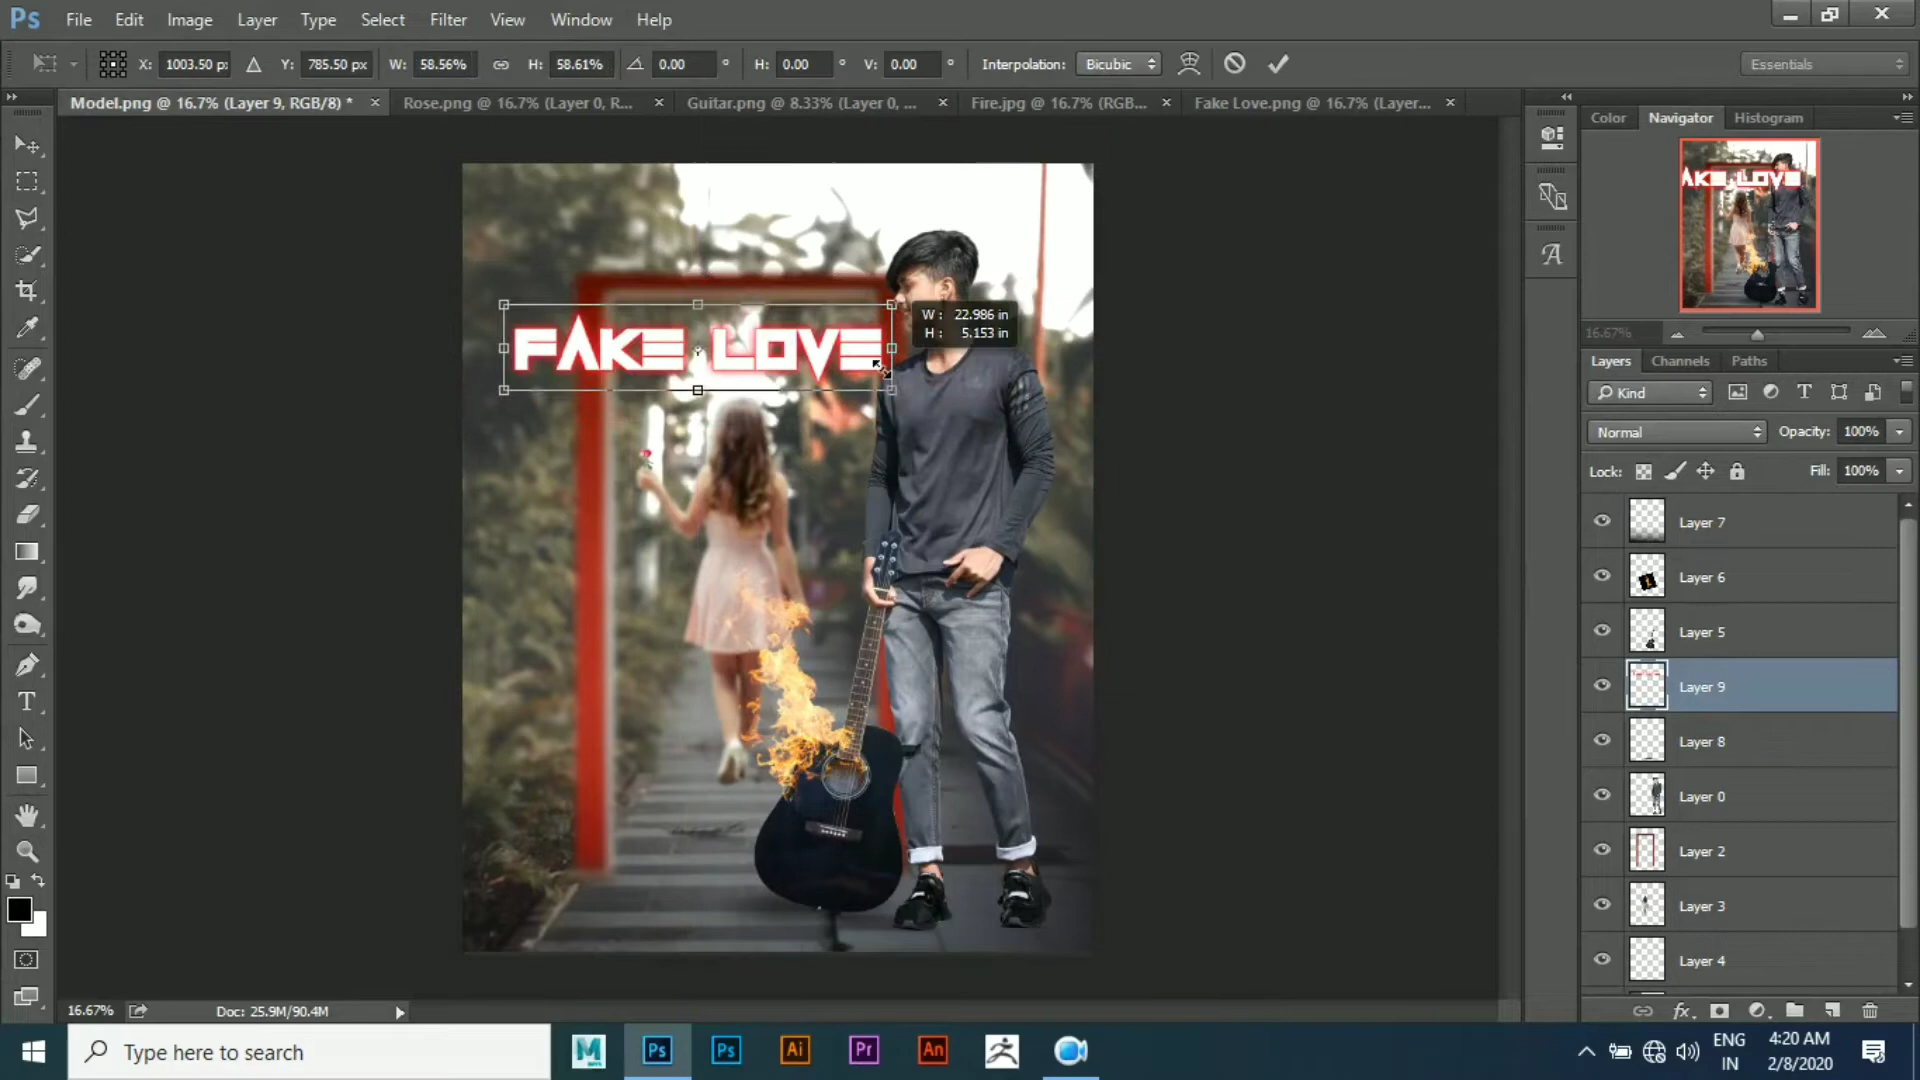 Ps File Edit Image Layer Type Select Filter View Window Help
X: 1003.50 px Y: 785.50 px W: 58.56% H: 58.61% 0.00 ° H: 0.00 ° V: 0.00 ° Interpolation: Bicubic Essentials
Model.png @ 16.7% (Layer 9, RGB/8) * Rose.png @ 16.7% (Layer 0, R... Guitar.png @ 8.33% (Layer 0, ... Fire.jpg @ 16.7% (RGB... Fake Love.png @ 16.7% (Layer...
Color Navigator Histogram
FAKE LOVE
W : 22.986 in
H : 5.153 in
16.67%
Layers Channels Paths
Kind
Normal Opacity: 100%
Lock: Fill: 100%
Layer 7
Layer 6
Layer 5
Layer 9
Layer 8
Layer 0
Layer 2
Layer 3
Layer 4
16.67% Doc: 25.9M/90.4M
Type here to search
M Ps Ps Ai Pr An
ENG
IN
4:20 AM
2/8/2020